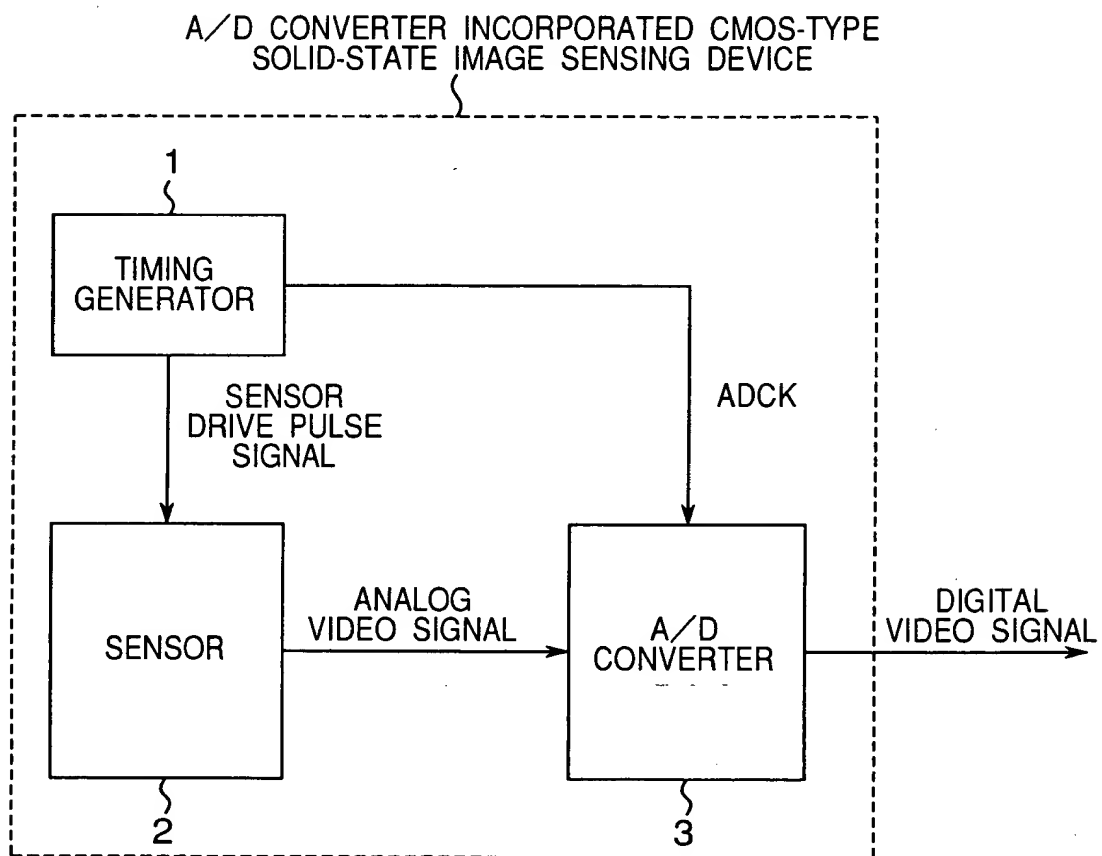 A/D CONVERTER INCORPORATED CMOS-TYPE
SOLID-STATE IMAGE SENSING DEVICE
1
TIMING
GENERATOR
SENSOR
DRIVE PULSE
SIGNAL
ADCK
SENSOR
ANALOG
VIDEO SIGNAL
A/D
CONVERTER
DIGITAL
VIDEO SIGNAL
2
3